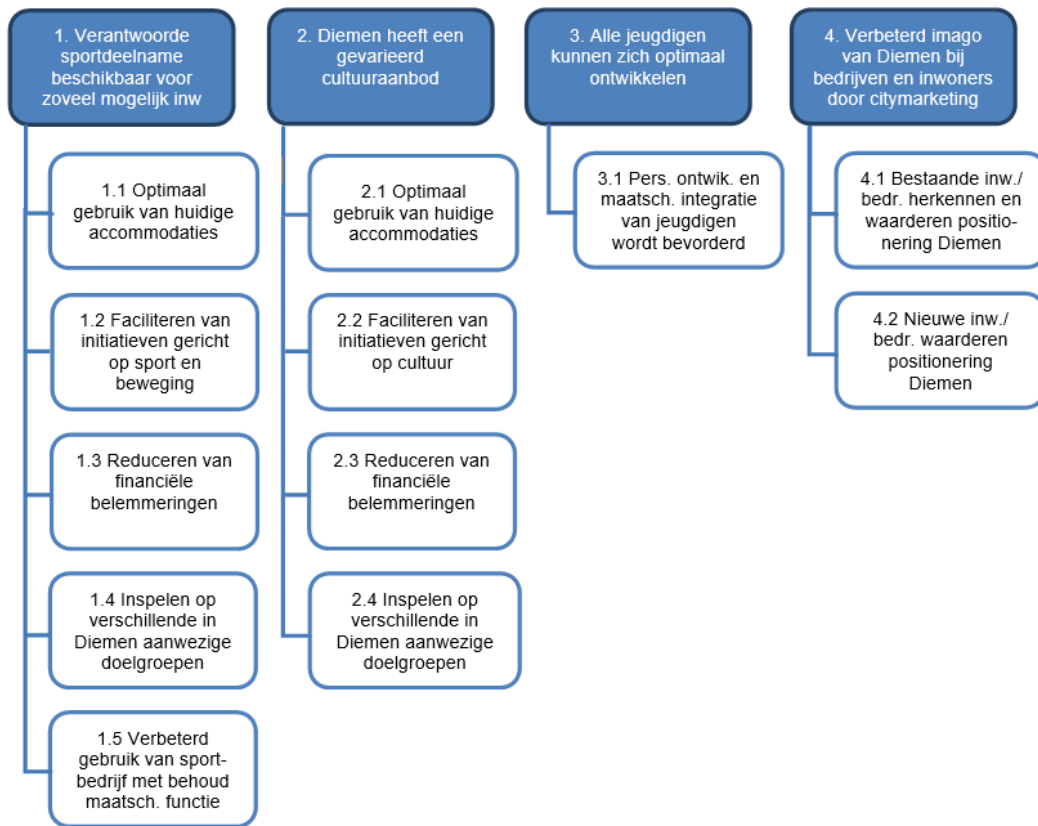 1. Verantwoorde
sportdeelname
beschikbaar voor
zoveel mogelijk inw
1.1 Optimaal
gebruik van huidige
accommodaties
1.2 Faciliteren van
initiatieven gericht
op sport en
beweging
1.3 Reduceren van
financiële
belemmeringen
1.4 Inspelen op
verschillende in
Diemen aanwezige
doelgroepen
1.5 Verbeterd
gebruik van sport-
bedrijf met behoud
maatsch. functie
2. Diemen heeft een
gevarieerd
cultuuraanbod
2.1 Optimaal
gebruik van huidige
accommodaties
2.2 Faciliteren van
initiatieven gericht
op cultuur
2.3 Reduceren van
financiële
belemmeringen
2.4 Inspelen op
verschillende in
Diemen aanwezige
doelgroepen
3. Alle jeugdigen
kunnen zich optimaal
ontwikkelen
3.1 Pers. ontwik. en
maatsch. integratie
van jeugdigen
wordt bevorderd
4. Verbeterd imago
van Diemen bij
bedrijven en inwoners
door citymarketing
4.1 Bestaande inw./
bedr. herkennen en
waarderen positio-
nering Diemen
4.2 Nieuwe inw./
bedr. waarderen
positionering
Diemen